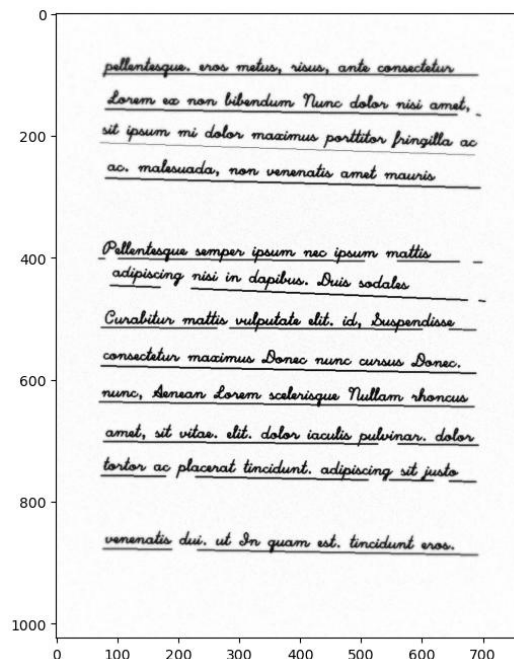 pellentesque. eros metus, risus, ante consectetur
Lorem ex non bibendum Nunc dolor nisi amet,
sit ipsum mi dolor maximus porttitor fringilla ac
ac. malesuada, non venenatis amet mauris
Pellentesque semper ipsum nec ipsum mattis
adipiscing nisi in dapibus. Duis sodales
Curabitur mattis vulputate elit. id, Suspendisse
consectetur maximus Donec nunc cursus Donec.
nunc, Aenean Lorem scelerisque Nullam rhoncus
amet, sit vitae. elit. dolor iaculis pulvinar. dolor
tortor ac placerat tincidunt. adipiscing sit justo
venenatis dui. ut In quam est. tincidunt eros.
0
200
400
600
800
1000
0 100 200 300 400 500 600 700